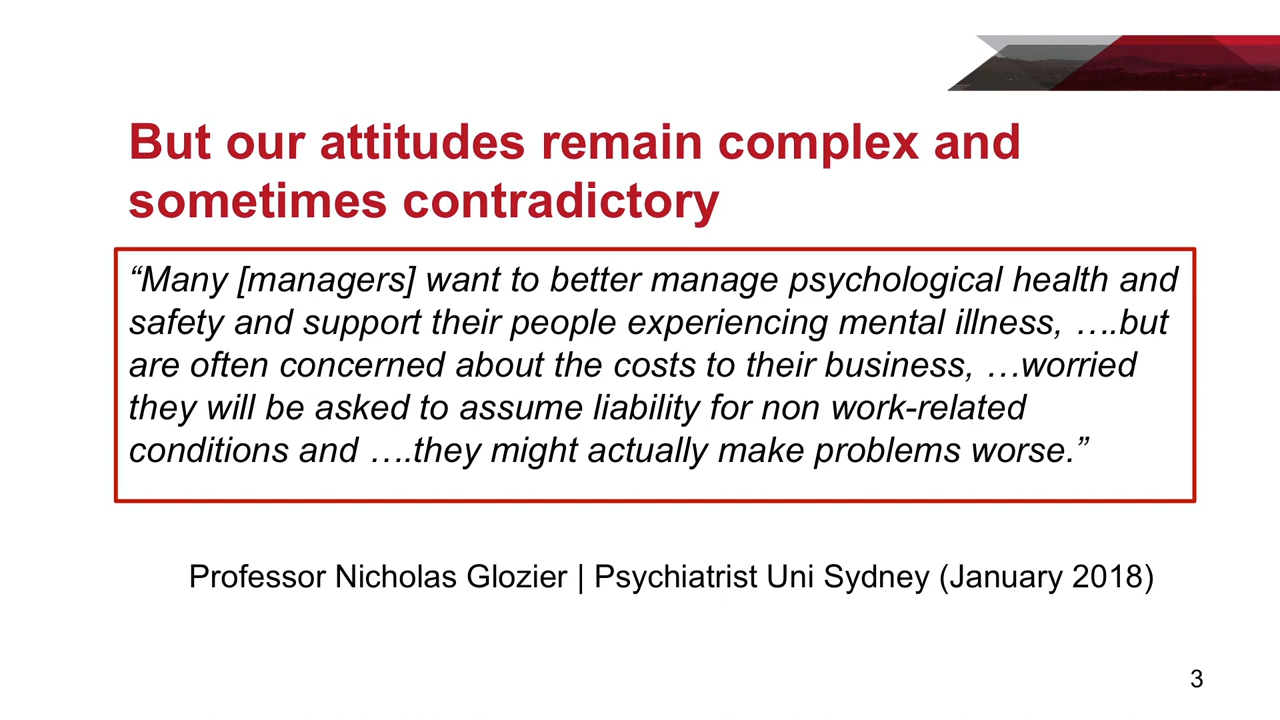 But our attitudes remain complex and
sometimes contradictory
“Many [managers] want to better manage psychological health and
safety and support their people experiencing mental illness, ….but
are often concerned about the costs to their business, …worried
they will be asked to assume liability for non work-related
conditions and ….they might actually make problems worse.”
Professor Nicholas Glozier | Psychiatrist Uni Sydney (January 2018)
3